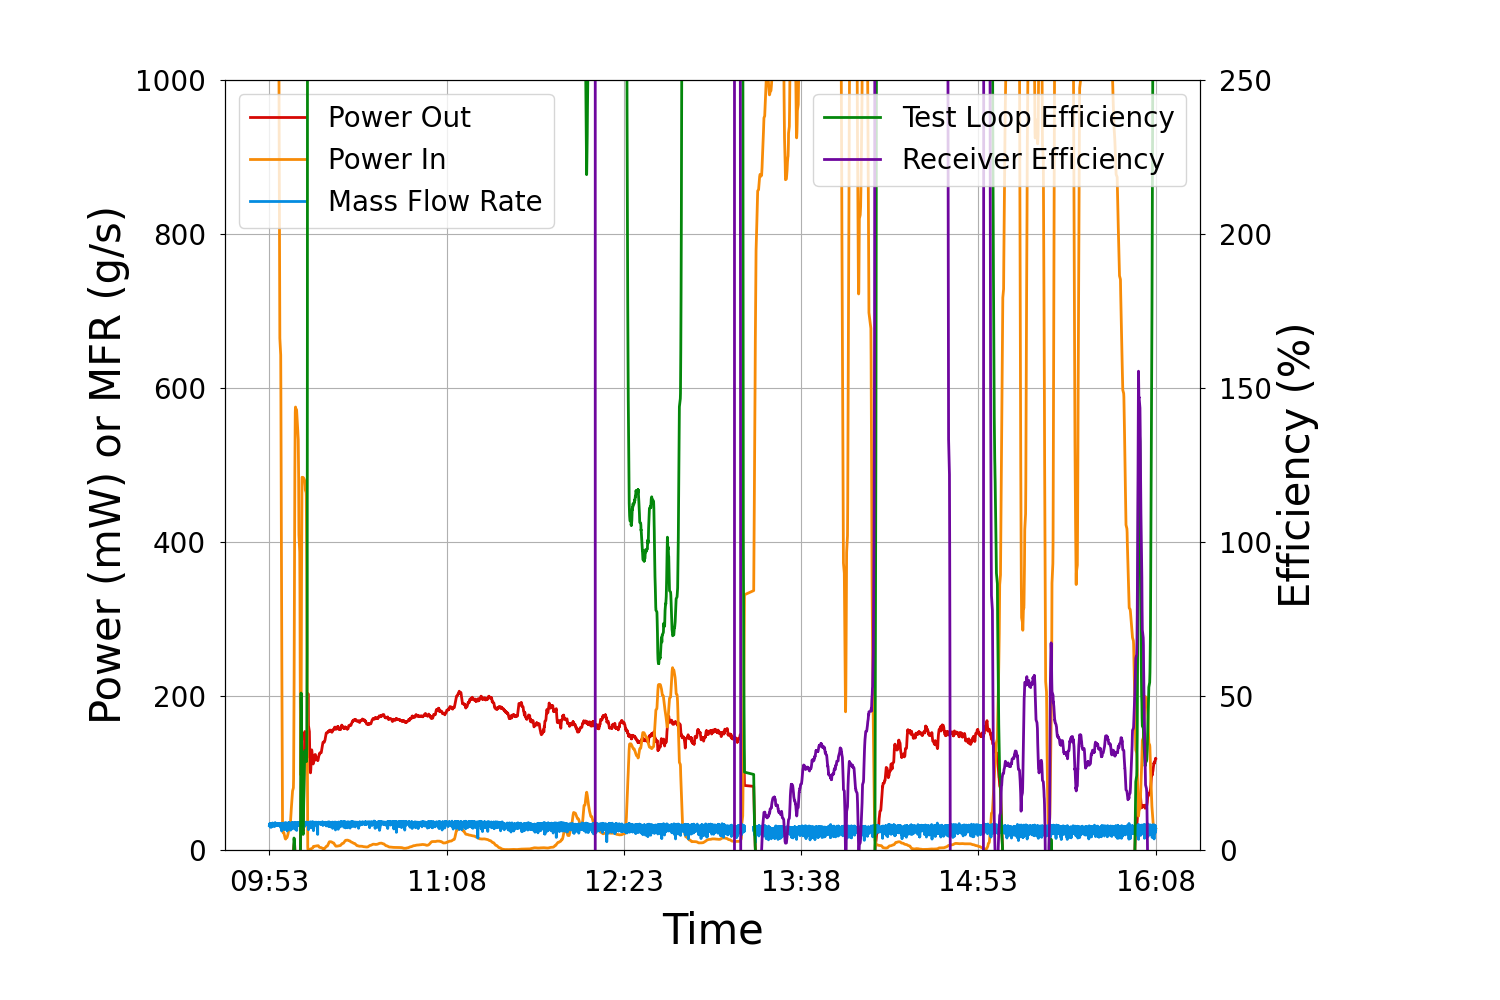 1000
800
600
400
200
0
Power (mW) or MFR (g/s)
Power Out
Power In
Mass Flow Rate
Test Loop Efficiency
Receiver Efficiency
250
200
150
100
50
0
Efficiency (%)
09:53 11:08 12:23 13:38 14:53 16:08
Time